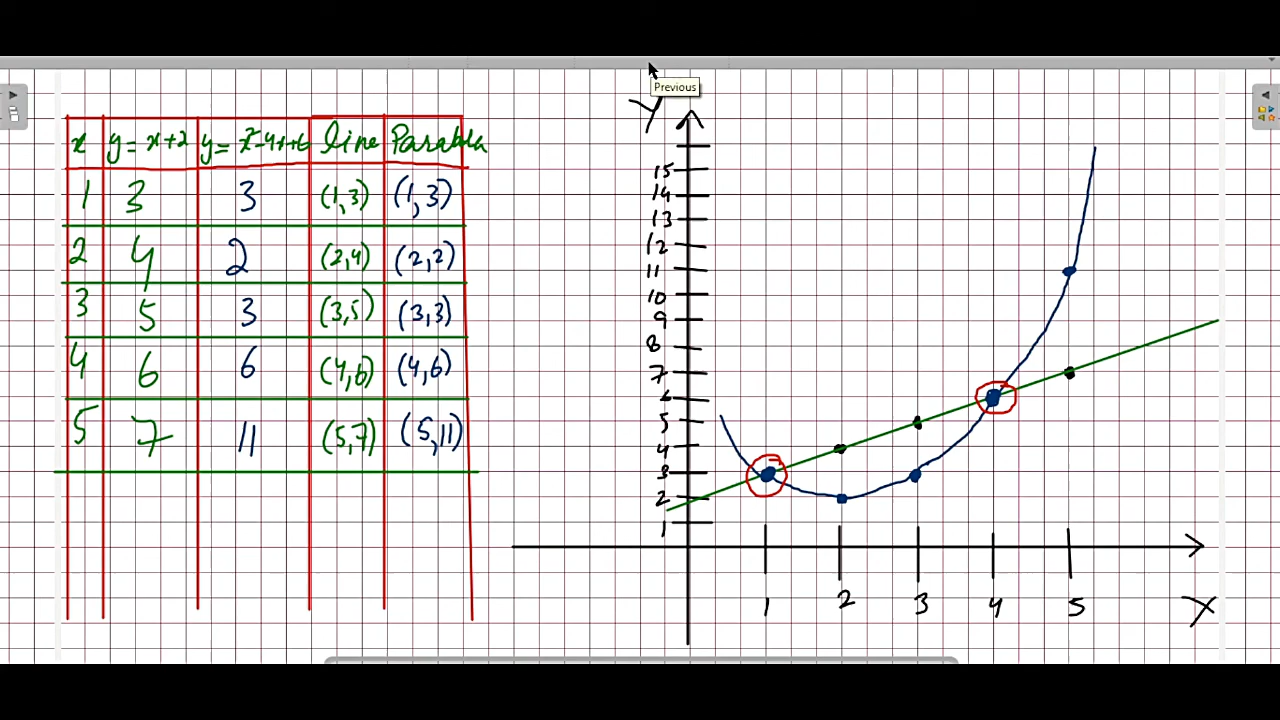 Previous
Y
x y = x+2 y = x²-4x+6 line Parabola
1 3 3 (1,3) (1,3)
2 4 2 (2,4) (2,2)
3 5 3 (3,5) (3,3)
4 6 6 (4,6) (4,6)
5 7 11 (5,7) (5,11)
15
14
13
12
11
10
9
8
7
6
5
4
3
2
1
1 2 3 4 5 X